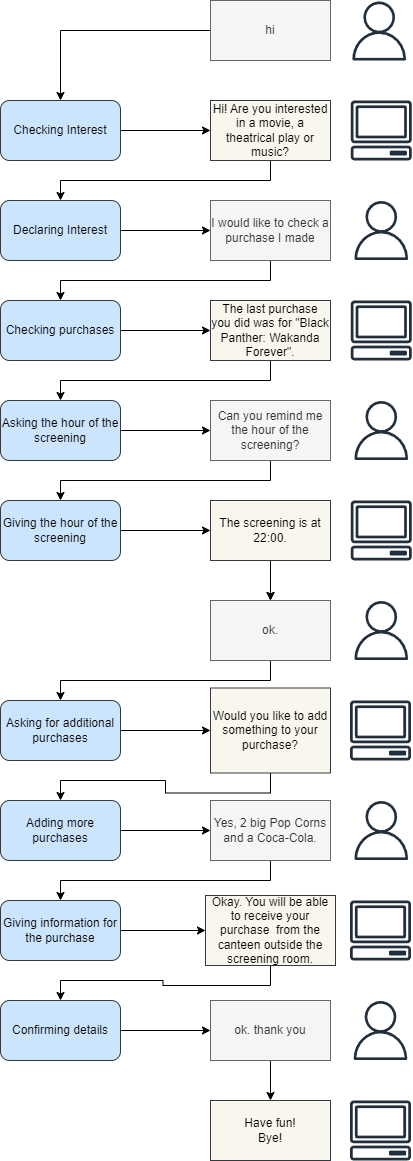 hi
Checking Interest
Hi! Are you interested
in a movie, a
theatrical play or
music?
Declaring Interest
I would like to check a
purchase I made
Checking purchases
The last purchase
you did was for "Black
Panther: Wakanda
Forever".
Asking the hour of the
screening
Can you remind me
the hour of the
screening?
Giving the hour of the
screening
The screening is at
22:00.
ok.
Asking for additional
purchases
Would you like to add
something to your
purchase?
Adding more
purchases
Yes, 2 big Pop Corns
and a Coca-Cola.
Giving information for
the purchase
Okay. You will be able
to receive your
purchase from the
canteen outside the
screening room.
Confirming details
ok. thank you
Have fun!
Bye!